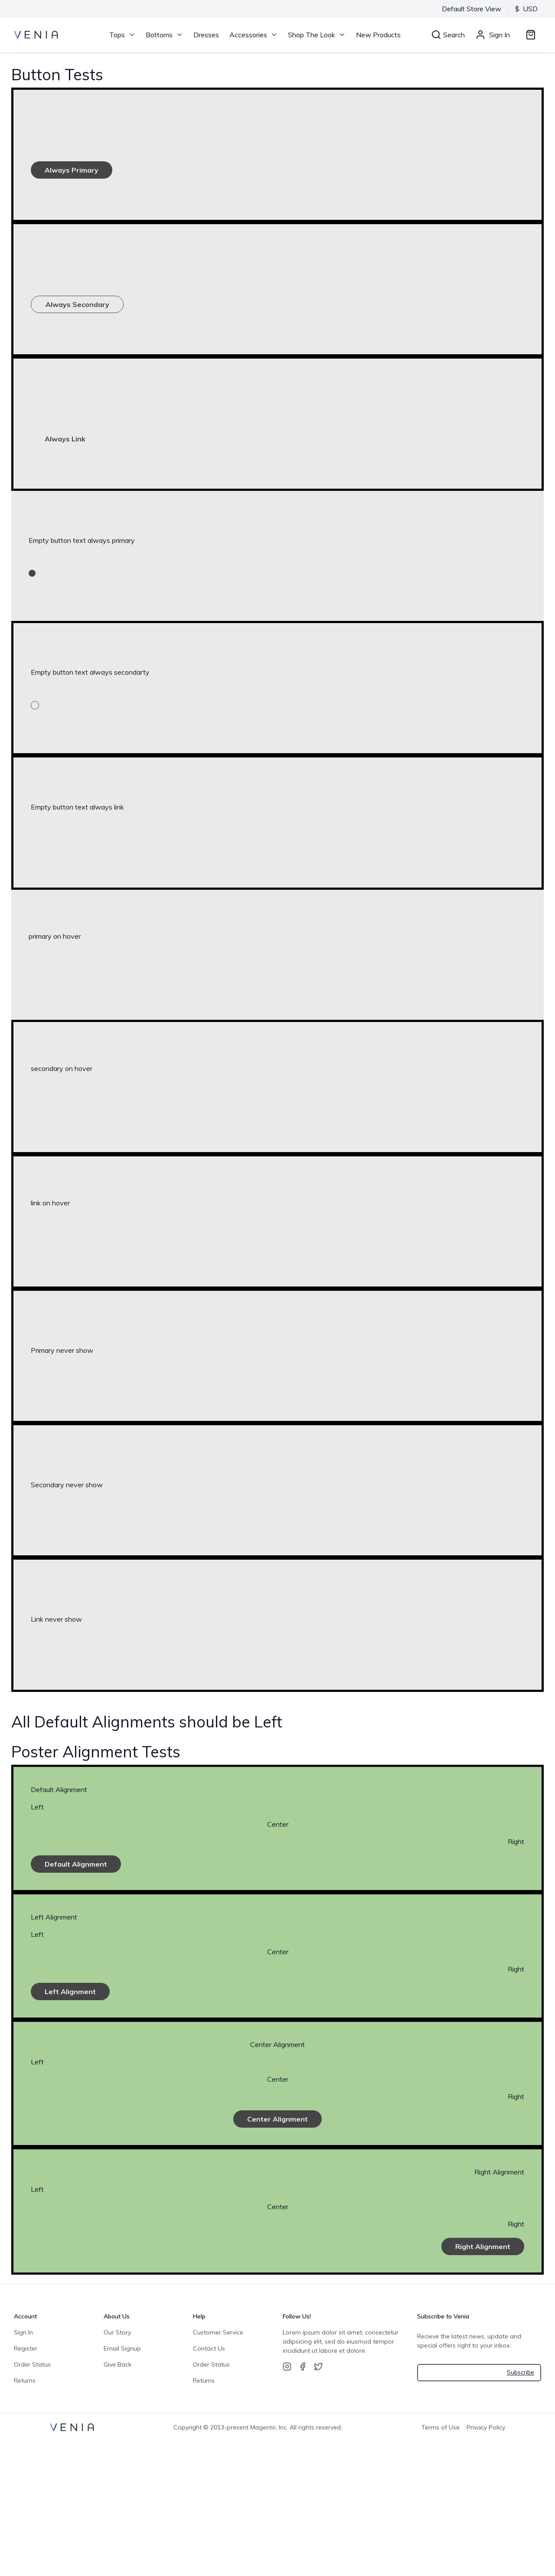 Default Store View $ USD
VENIA Tops Bottoms Dresses Accessories Shop The Look New Products Search Sign In
Button Tests
Always Primary
Always Secondary
Always Link
Empty button text always primary
Empty button text always secondarty
Empty button text always link
primary on hover
secondary on hover
link on hover
Primary never show
Secondary never show
Link never show
All Default Alignments should be Left
Poster Alignment Tests
Default Alignment
Left
Center
Right
Default Alignment
Left Alignment
Left
Center
Right
Left Alignment
Center Alignment
Left
Center
Right
Center Alignment
Right Alignment
Left
Center
Right
Right Alignment
Account
Sign In
Register
Order Status
Returns
About Us
Our Story
Email Signup
Give Back
Help
Customer Service
Contact Us
Order Status
Returns
Follow Us!
Lorem ipsum dolor sit amet, consectetur
adipisicing elit, sed do eiusmod tempor
incididunt ut labore et dolore.
Subscribe to Venia
Recieve the latest news, update and
special offers right to your inbox.
Subscribe
VENIA Copyright © 2013-present Magento, Inc. All rights reserved. Terms of Use Privacy Policy